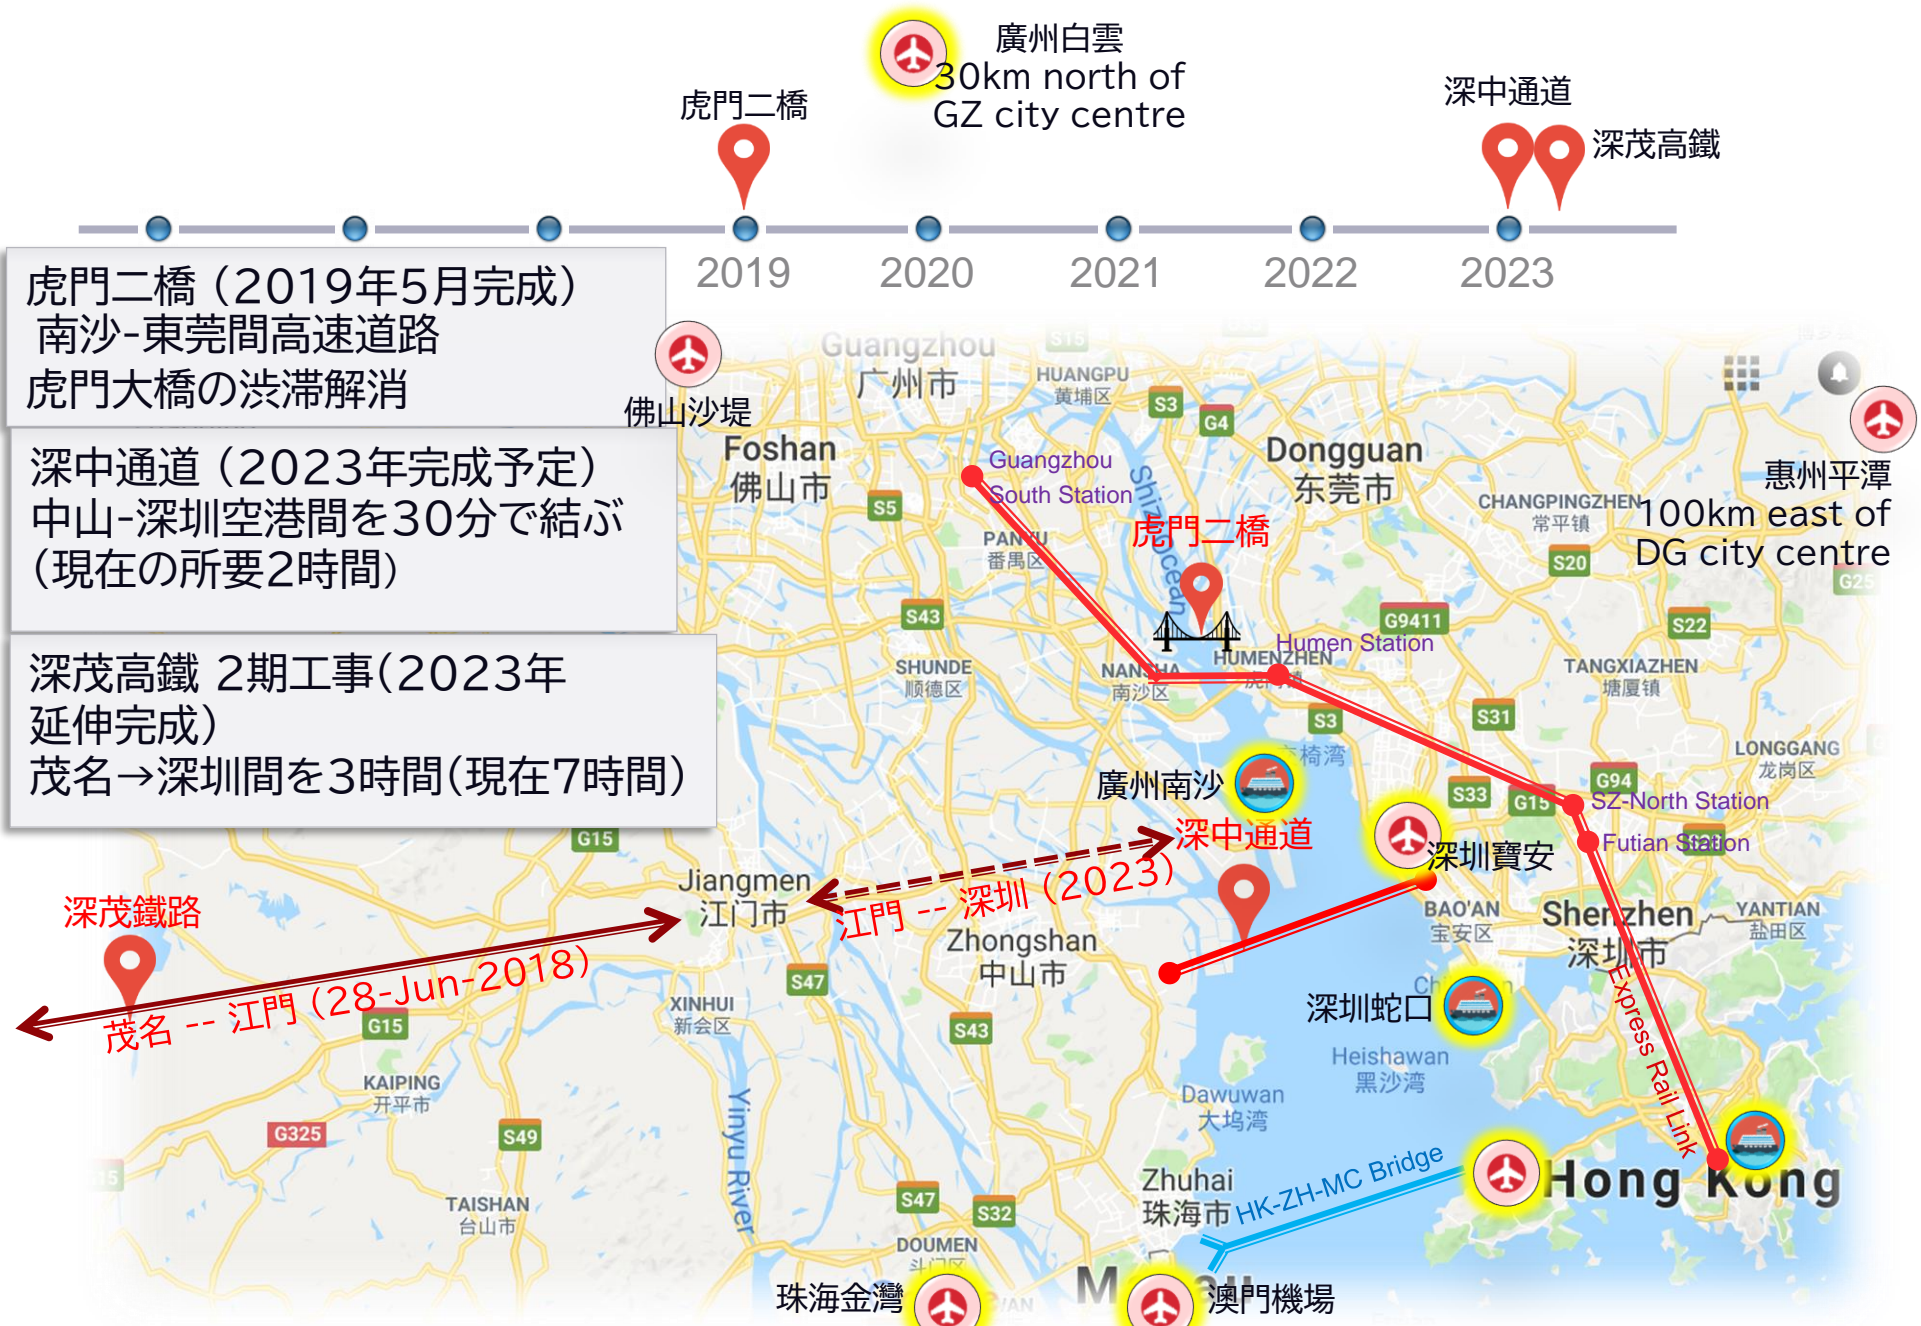 廣州白雲
30km north of
GZ city centre
虎門二橋
深中通道
深茂高鐵
2019
2020
2021
2022
2023
虎門二橋（2019年5月完成）
南沙-東莞間高速道路
虎門大橋の渋滞解消
深中通道（2023年完成予定）
中山-深圳空港間を30分で結ぶ
（現在の所要2時間）
深茂高鐵 2期工事(2023年
延伸完成)
茂名→深圳間を3時間(現在7時間)
佛山沙堤
Guangzhou
广州市
S15
HUANGPU
黄埔区
S3
G4
Foshan
佛山市
Dongguan
东莞市
惠州平潭
100km east of
DG city centre
Guangzhou
South Station
S5
CHANGPINGZHEN
常平镇
虎門二橋
PANYU
番禺区
S20
G25
S43
G9411
S22
Humen Station
SHUNDE
顺德区
NANSHA
南沙区
HUMENZHEN
TANGXIAZHEN
塘厦镇
S3
S31
LONGGANG
龙岗区
廣州南沙
S33
G15
G94
SZ-North Station
深中通道
Futian Station
G15
深圳寶安
Jiangmen
江门市
江門 -- 深圳 (2023)
深茂鐵路
BAO'AN
宝安区
Shenzhen
深圳市
YANTIAN
盐田区
Zhongshan
中山市
茂名 -- 江門 (28-Jun-2018)
S47
XINHUI
新会区
G15
S43
深圳蛇口
Express Rail Link
Heishawan
黑沙湾
KAIPING
开平市
Dawuwan
大坞湾
G325
S49
Yinyu River
Zhuhai
珠海市
HK-ZH-MC Bridge
Hong Kong
TAISHAN
台山市
S47
S32
DOUMEN
斗门区
珠海金灣
澳門機場